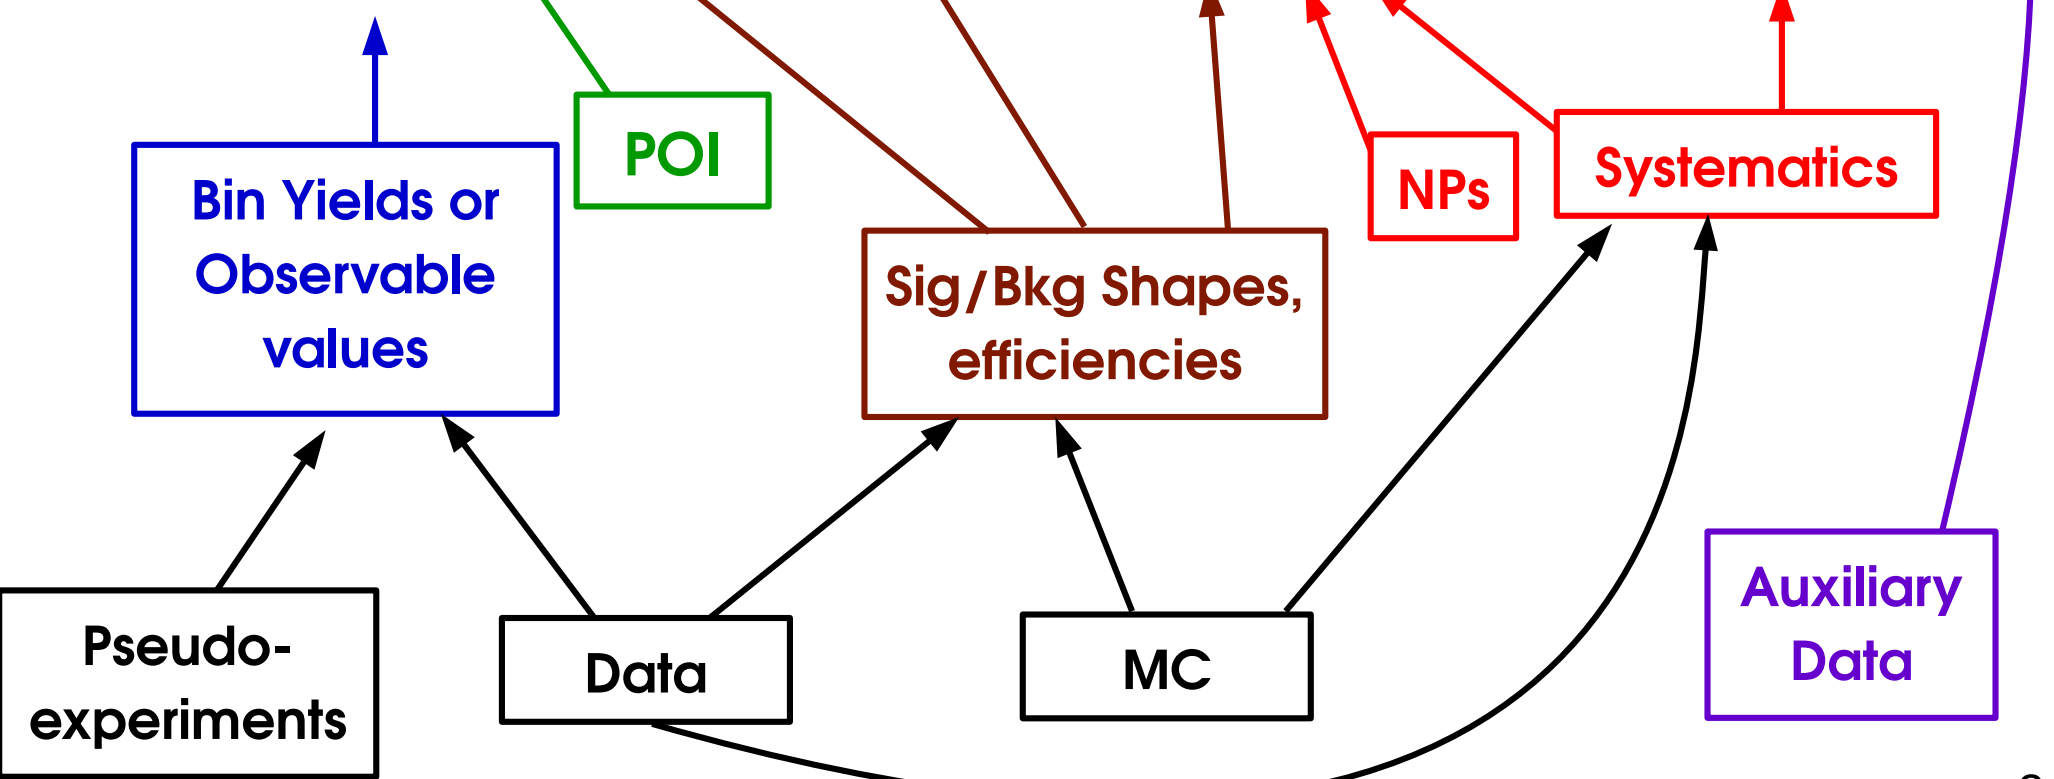 POI
Bin Yields or
Observable
values
NPs
Systematics
Sig/Bkg Shapes,
efficiencies
Pseudo-
experiments
Data
MC
Auxiliary
Data